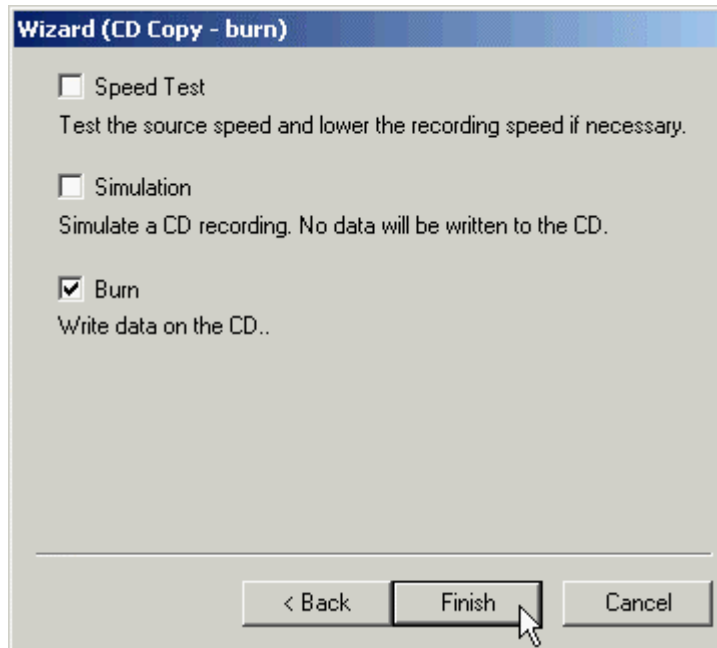 Wizard (CD Copy - burn)
Speed Test
Test the source speed and lower the recording speed if necessary.
Simulation
Simulate a CD recording. No data will be written to the CD.
Burn
Write data on the CD..
< Back Finish Cancel